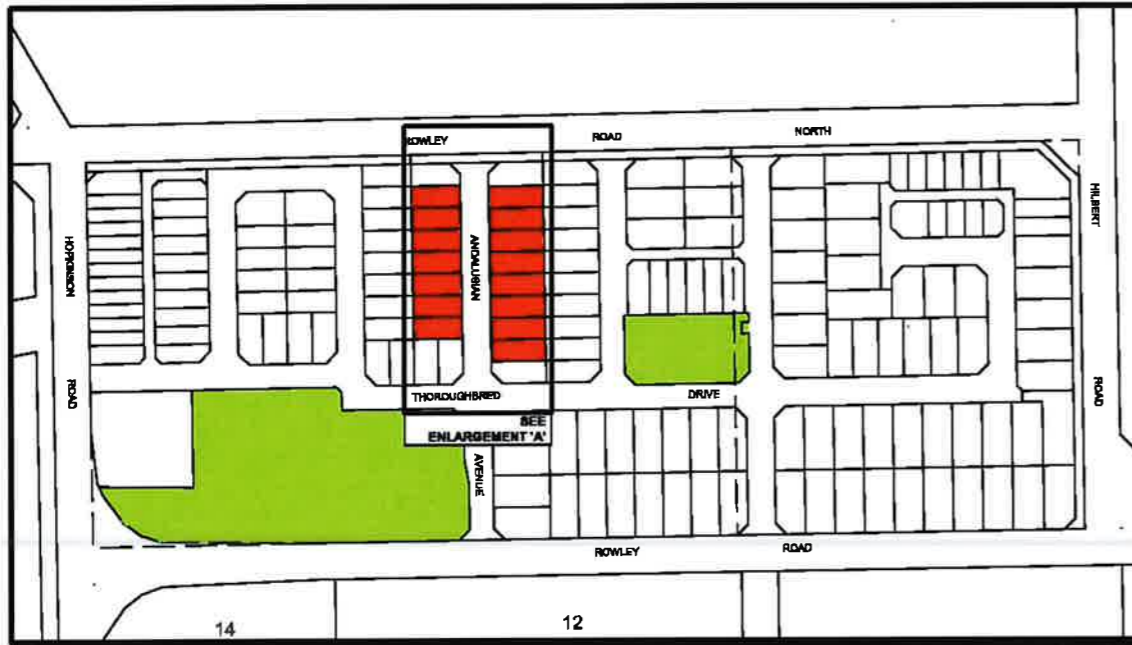 ROWLEY ROAD NORTH
HOPKINSON ROAD
ANDALUSIAN AVENUE
HILBERT ROAD
THOROUGHBRED DRIVE
SEE
ENLARGEMENT 'A'
ROWLEY ROAD
14
12